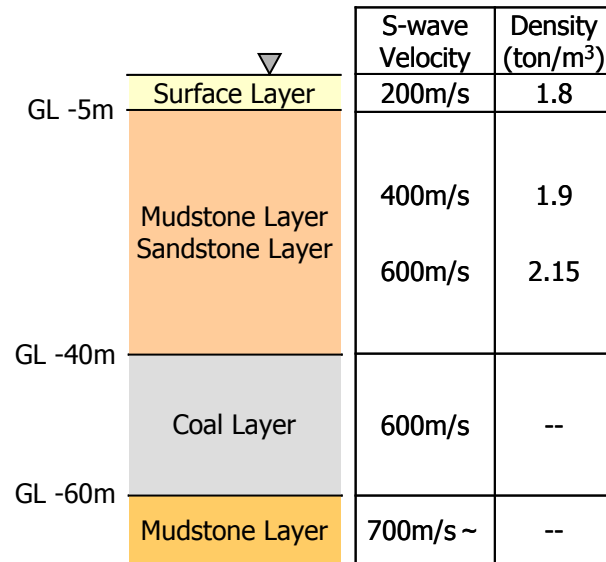 S-wave
Velocity
Density
(ton/m³)
Surface Layer
200m/s
1.8
GL -5m
Mudstone Layer
Sandstone Layer
400m/s
1.9
600m/s
2.15
GL -40m
Coal Layer
600m/s
--
GL -60m
Mudstone Layer
700m/s ~
--